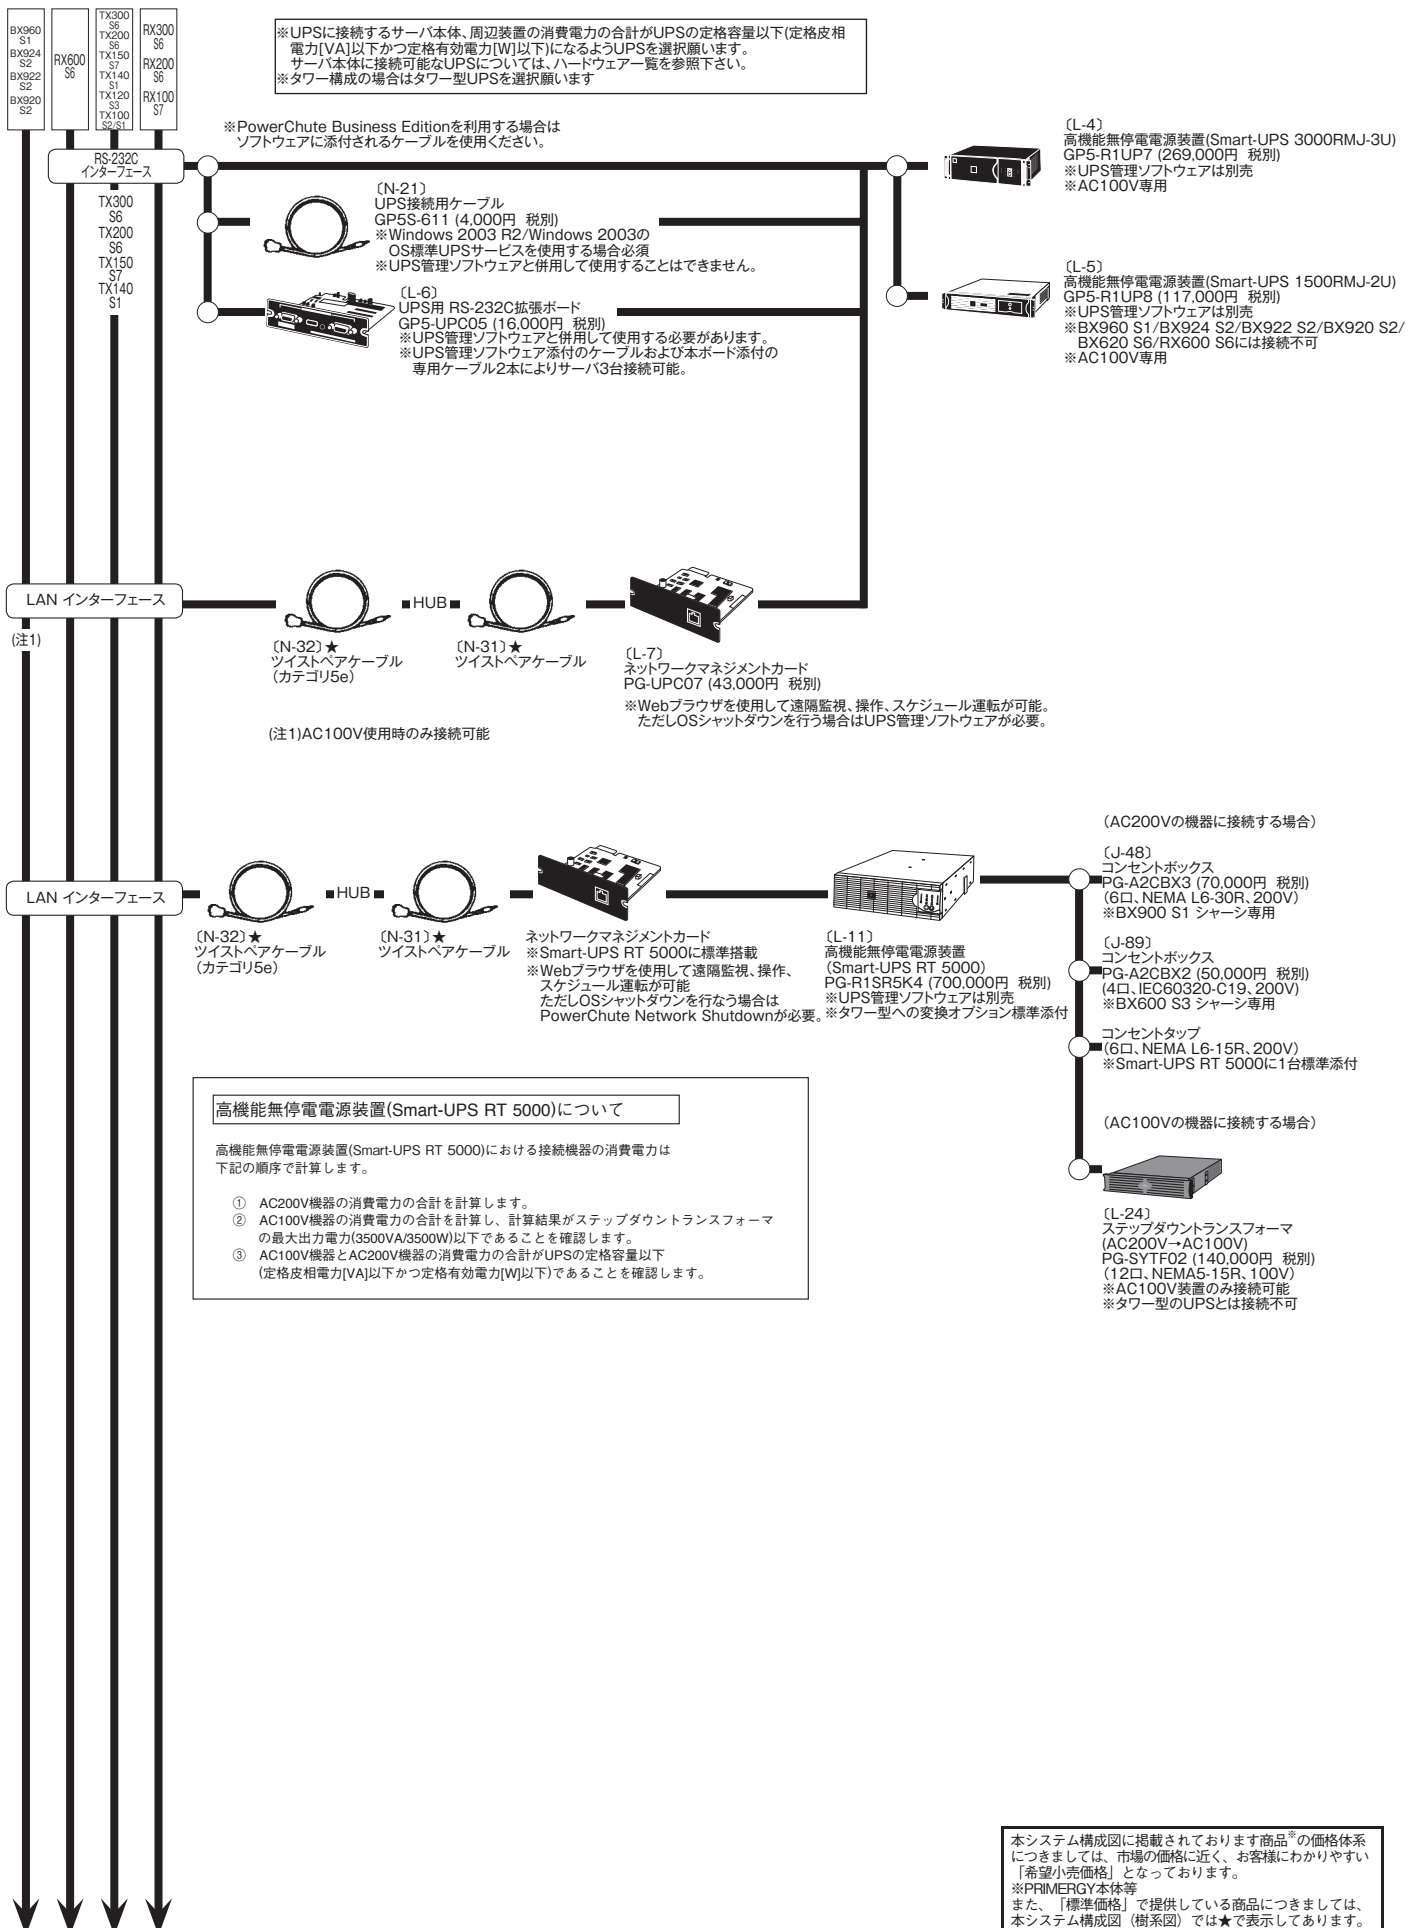 BX960
S1
BX924
S2
BX922
S2
BX920
S2
RX600
S6
TX300
S6
TX200
S6
TX150
S7
TX140
S1
TX120
S3
TX100
S2/S1
RX300
S6
RX200
S6
RX100
S7
※UPSに接続するサーバ本体、周辺装置の消費電力の合計がUPSの定格容量以下(定格皮相
電力[VA]以下かつ定格有効電力[W]以下)になるようUPSを選択願います。
サーバ本体に接続可能なUPSについては、ハードウェア一覧を参照下さい。
※タワー構成の場合はタワー型UPSを選択願います
※PowerChute Business Editionを利用する場合は
ソフトウェアに添付されるケーブルを使用ください。
RS-232C
インターフェース
TX300
S6
TX200
S6
TX150
S7
TX140
S1
〔N-21〕
UPS接続用ケーブル
GP5S-611 (4,000円 税別)
※Windows 2003 R2/Windows 2003の
OS標準UPSサービスを使用する場合必須
※UPS管理ソフトウェアと併用して使用することはできません。
〔L-6〕
UPS用 RS-232C拡張ボード
GP5-UPC05 (16,000円 税別)
※UPS管理ソフトウェアと併用して使用する必要があります。
※UPS管理ソフトウェア添付のケーブルおよび本ボード添付の
専用ケーブル2本によりサーバ3台接続可能。
〔L-4〕
高機能無停電電源装置(Smart-UPS 3000RMJ-3U)
GP5-R1UP7 (269,000円 税別)
※UPS管理ソフトウェアは別売
※AC100V専用
〔L-5〕
高機能無停電電源装置(Smart-UPS 1500RMJ-2U)
GP5-R1UP8 (117,000円 税別)
※UPS管理ソフトウェアは別売
※BX960 S1/BX924 S2/BX922 S2/BX920 S2/
BX620 S6/RX600 S6には接続不可
※AC100V専用
LAN インターフェース
(注1)
HUB
〔N-32〕★
ツイストペアケーブル
(カテゴリ5e)
〔N-31〕★
ツイストペアケーブル
〔L-7〕
ネットワークマネジメントカード
PG-UPC07 (43,000円 税別)
※Webブラウザを使用して遠隔監視、操作、スケジュール運転が可能。
ただしOSシャットダウンを行う場合はUPS管理ソフトウェアが必要。
(注1)AC100V使用時のみ接続可能
LAN インターフェース
HUB
〔N-32〕★
ツイストペアケーブル
(カテゴリ5e)
〔N-31〕★
ツイストペアケーブル
ネットワークマネジメントカード
※Smart-UPS RT 5000に標準搭載
※Webブラウザを使用して遠隔監視、操作、
スケジュール運転が可能
ただしOSシャットダウンを行なう場合は
PowerChute Network Shutdownが必要。
〔L-11〕
高機能無停電電源装置
(Smart-UPS RT 5000)
PG-R1SR5K4 (700,000円 税別)
※UPS管理ソフトウェアは別売
※タワー型への変換オプション標準添付
(AC200Vの機器に接続する場合)
〔J-48〕
コンセントボックス
PG-A2CBX3 (70,000円 税別)
(6口、NEMA L6-30R、200V)
※BX900 S1 シャーシ専用
〔J-89〕
コンセントボックス
PG-A2CBX2 (50,000円 税別)
(4口、IEC60320-C19、200V)
※BX600 S3 シャーシ専用
コンセントタップ
(6口、NEMA L6-15R、200V)
※Smart-UPS RT 5000に1台標準添付
(AC100Vの機器に接続する場合)
〔L-24〕
ステップダウントランスフォーマ
(AC200V→AC100V)
PG-SYTF02 (140,000円 税別)
(12口、NEMA5-15R、100V)
※AC100V装置のみ接続可能
※タワー型のUPSとは接続不可
高機能無停電電源装置(Smart-UPS RT 5000)について
高機能無停電電源装置(Smart-UPS RT 5000)における接続機器の消費電力は
下記の順序で計算します。
① AC200V機器の消費電力の合計を計算します。
② AC100V機器の消費電力の合計を計算し、計算結果がステップダウントランスフォーマ
の最大出力電力(3500VA/3500W)以下であることを確認します。
③ AC100V機器とAC200V機器の消費電力の合計がUPSの定格容量以下
(定格皮相電力[VA]以下かつ定格有効電力[W]以下)であることを確認します。
本システム構成図に掲載されております商品※の価格体系
につきましては、市場の価格に近く、お客様にわかりやすい
「希望小売価格」となっております。
※PRIMERGY本体等
また、「標準価格」で提供している商品につきましては、
本システム構成図（樹系図）では★で表示してあります。